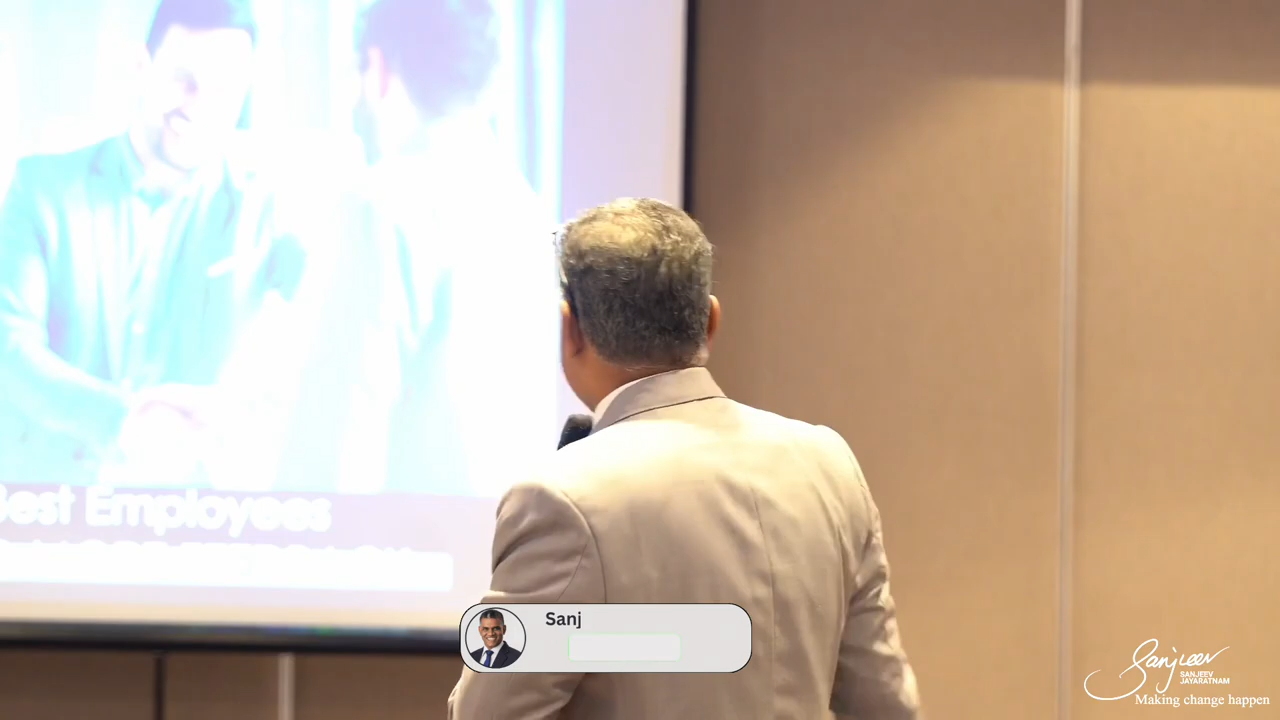 Best Employees
Sanj
Sanjeev
SANJEEV
JAYARATNAM
Making change happen